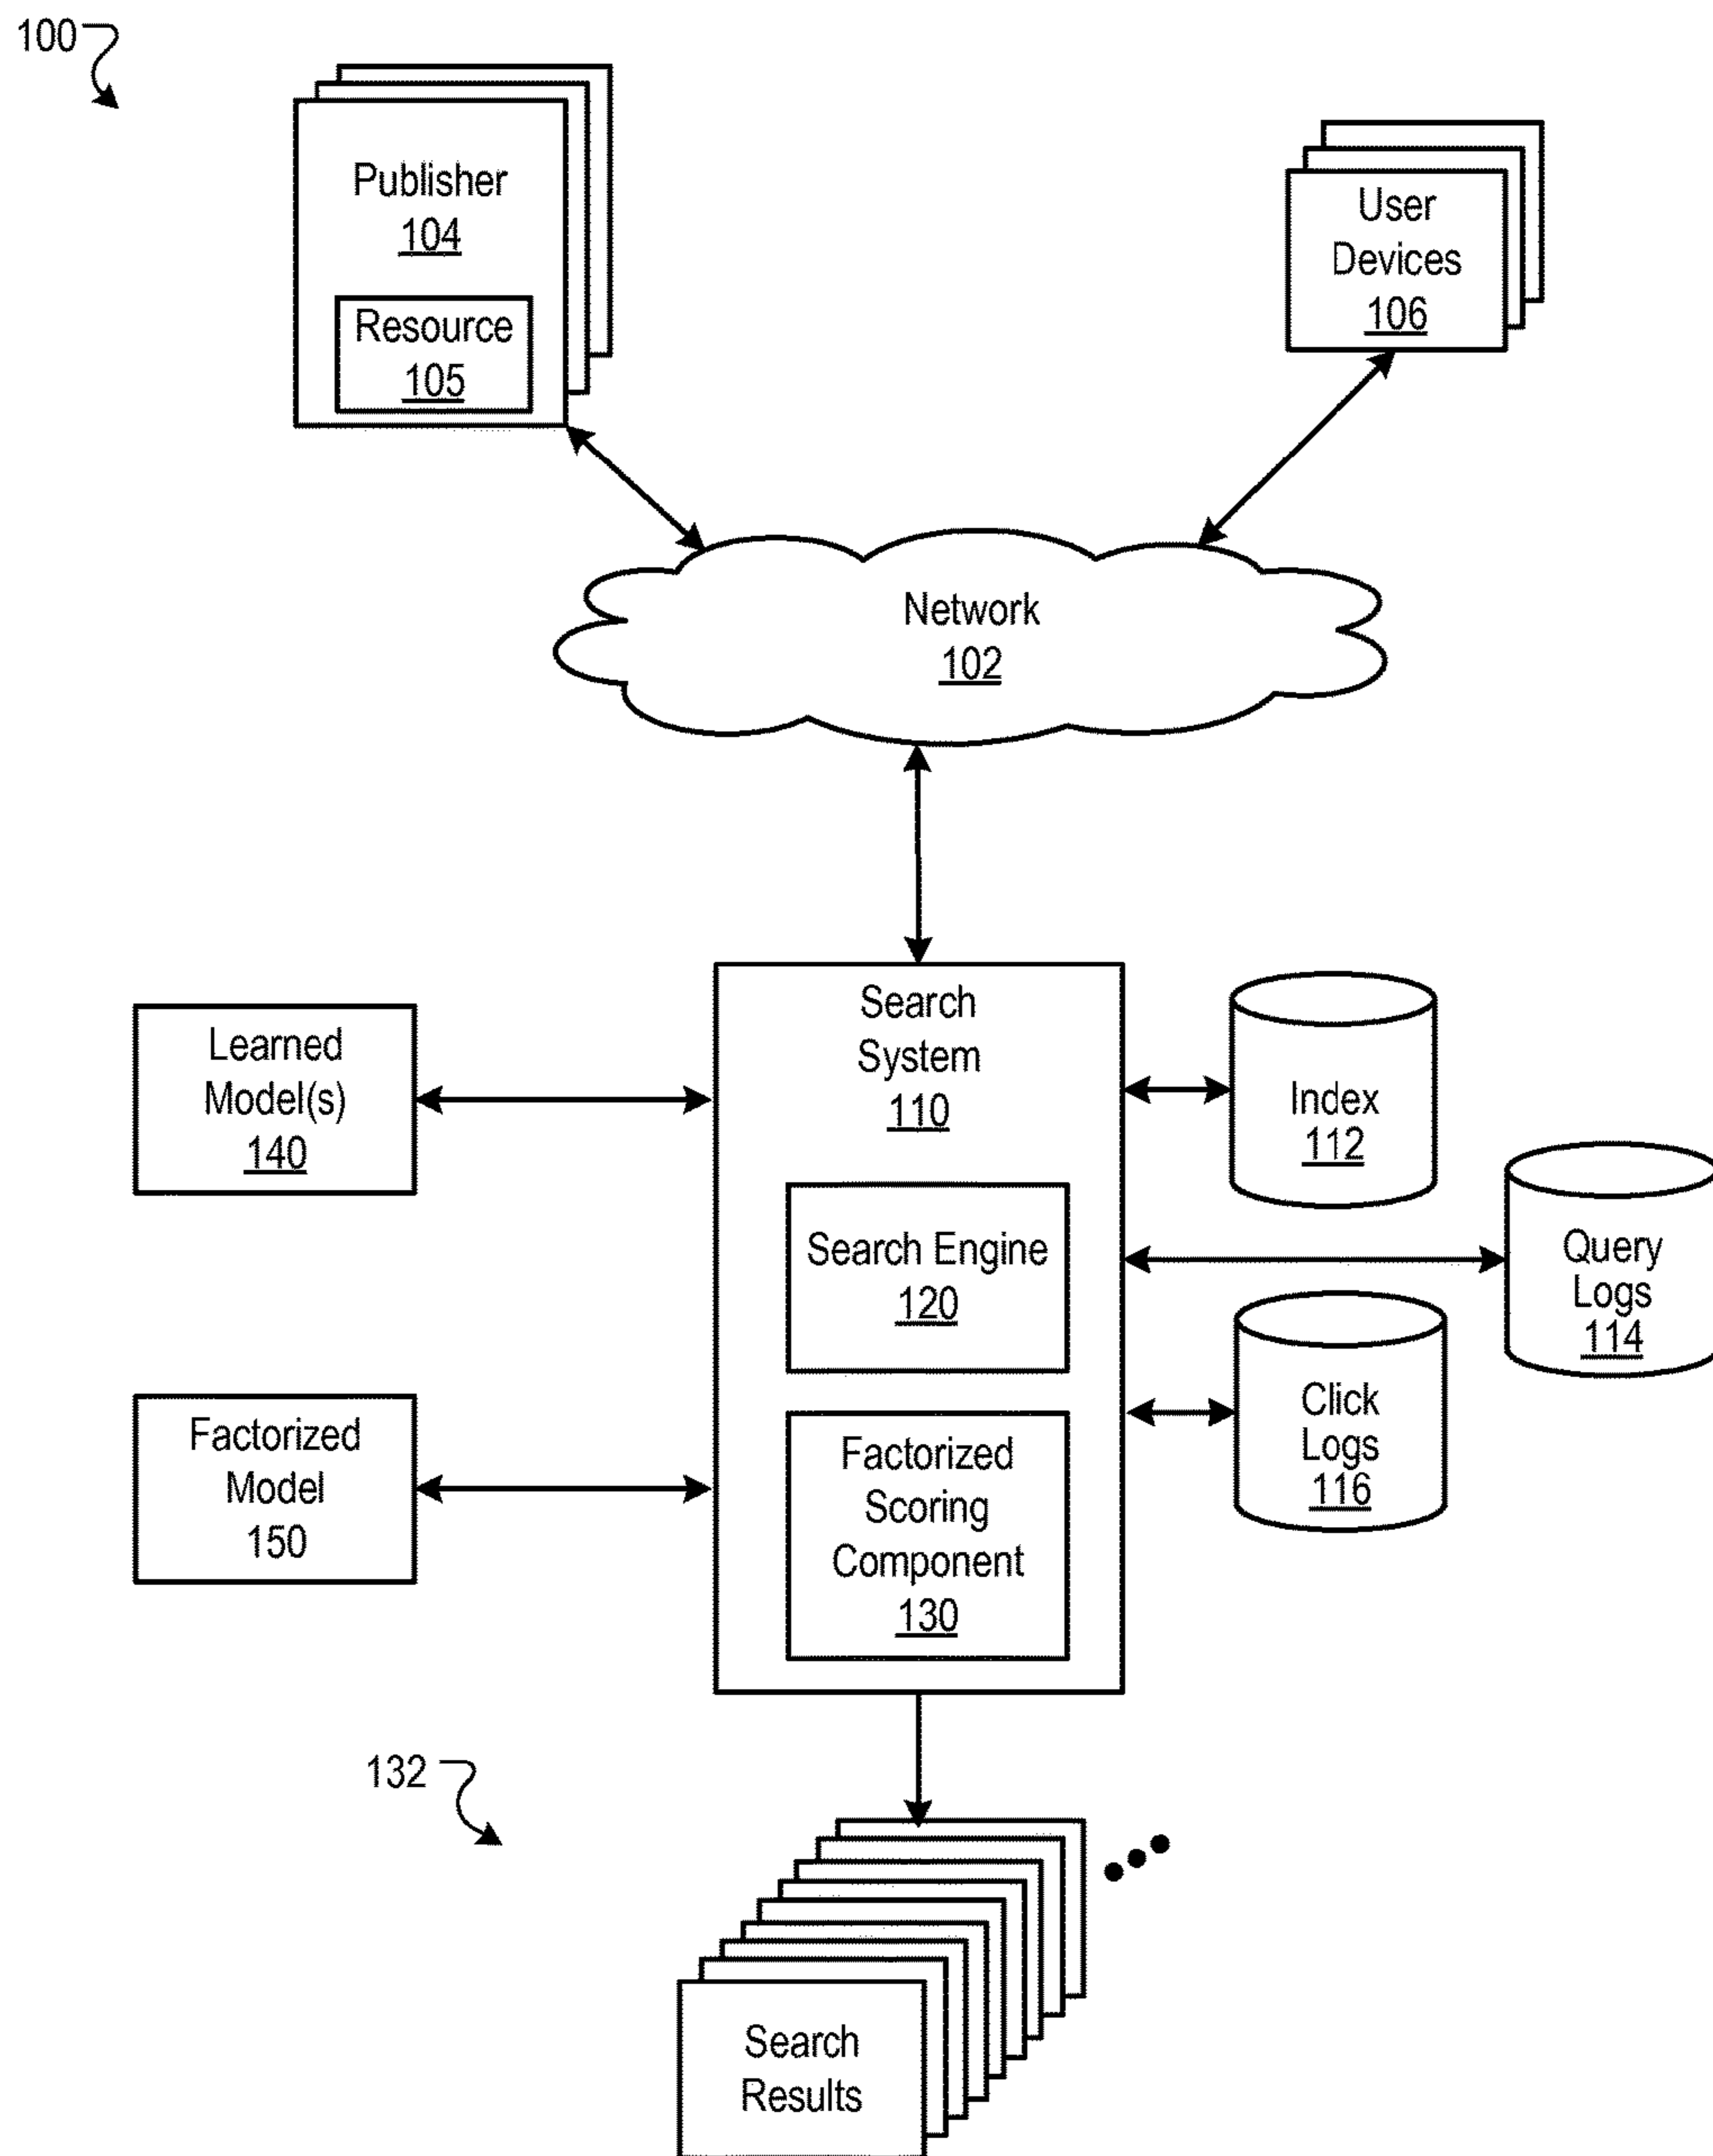 100
Publisher
104
Resource
105
User
Devices
106
Network
102
Search
System
110
Learned
Model(s)
140
Index
112
Search Engine
120
Query
Logs
114
Factorized
Model
150
Factorized
Scoring
Component
130
Click
Logs
116
132
Search
Results